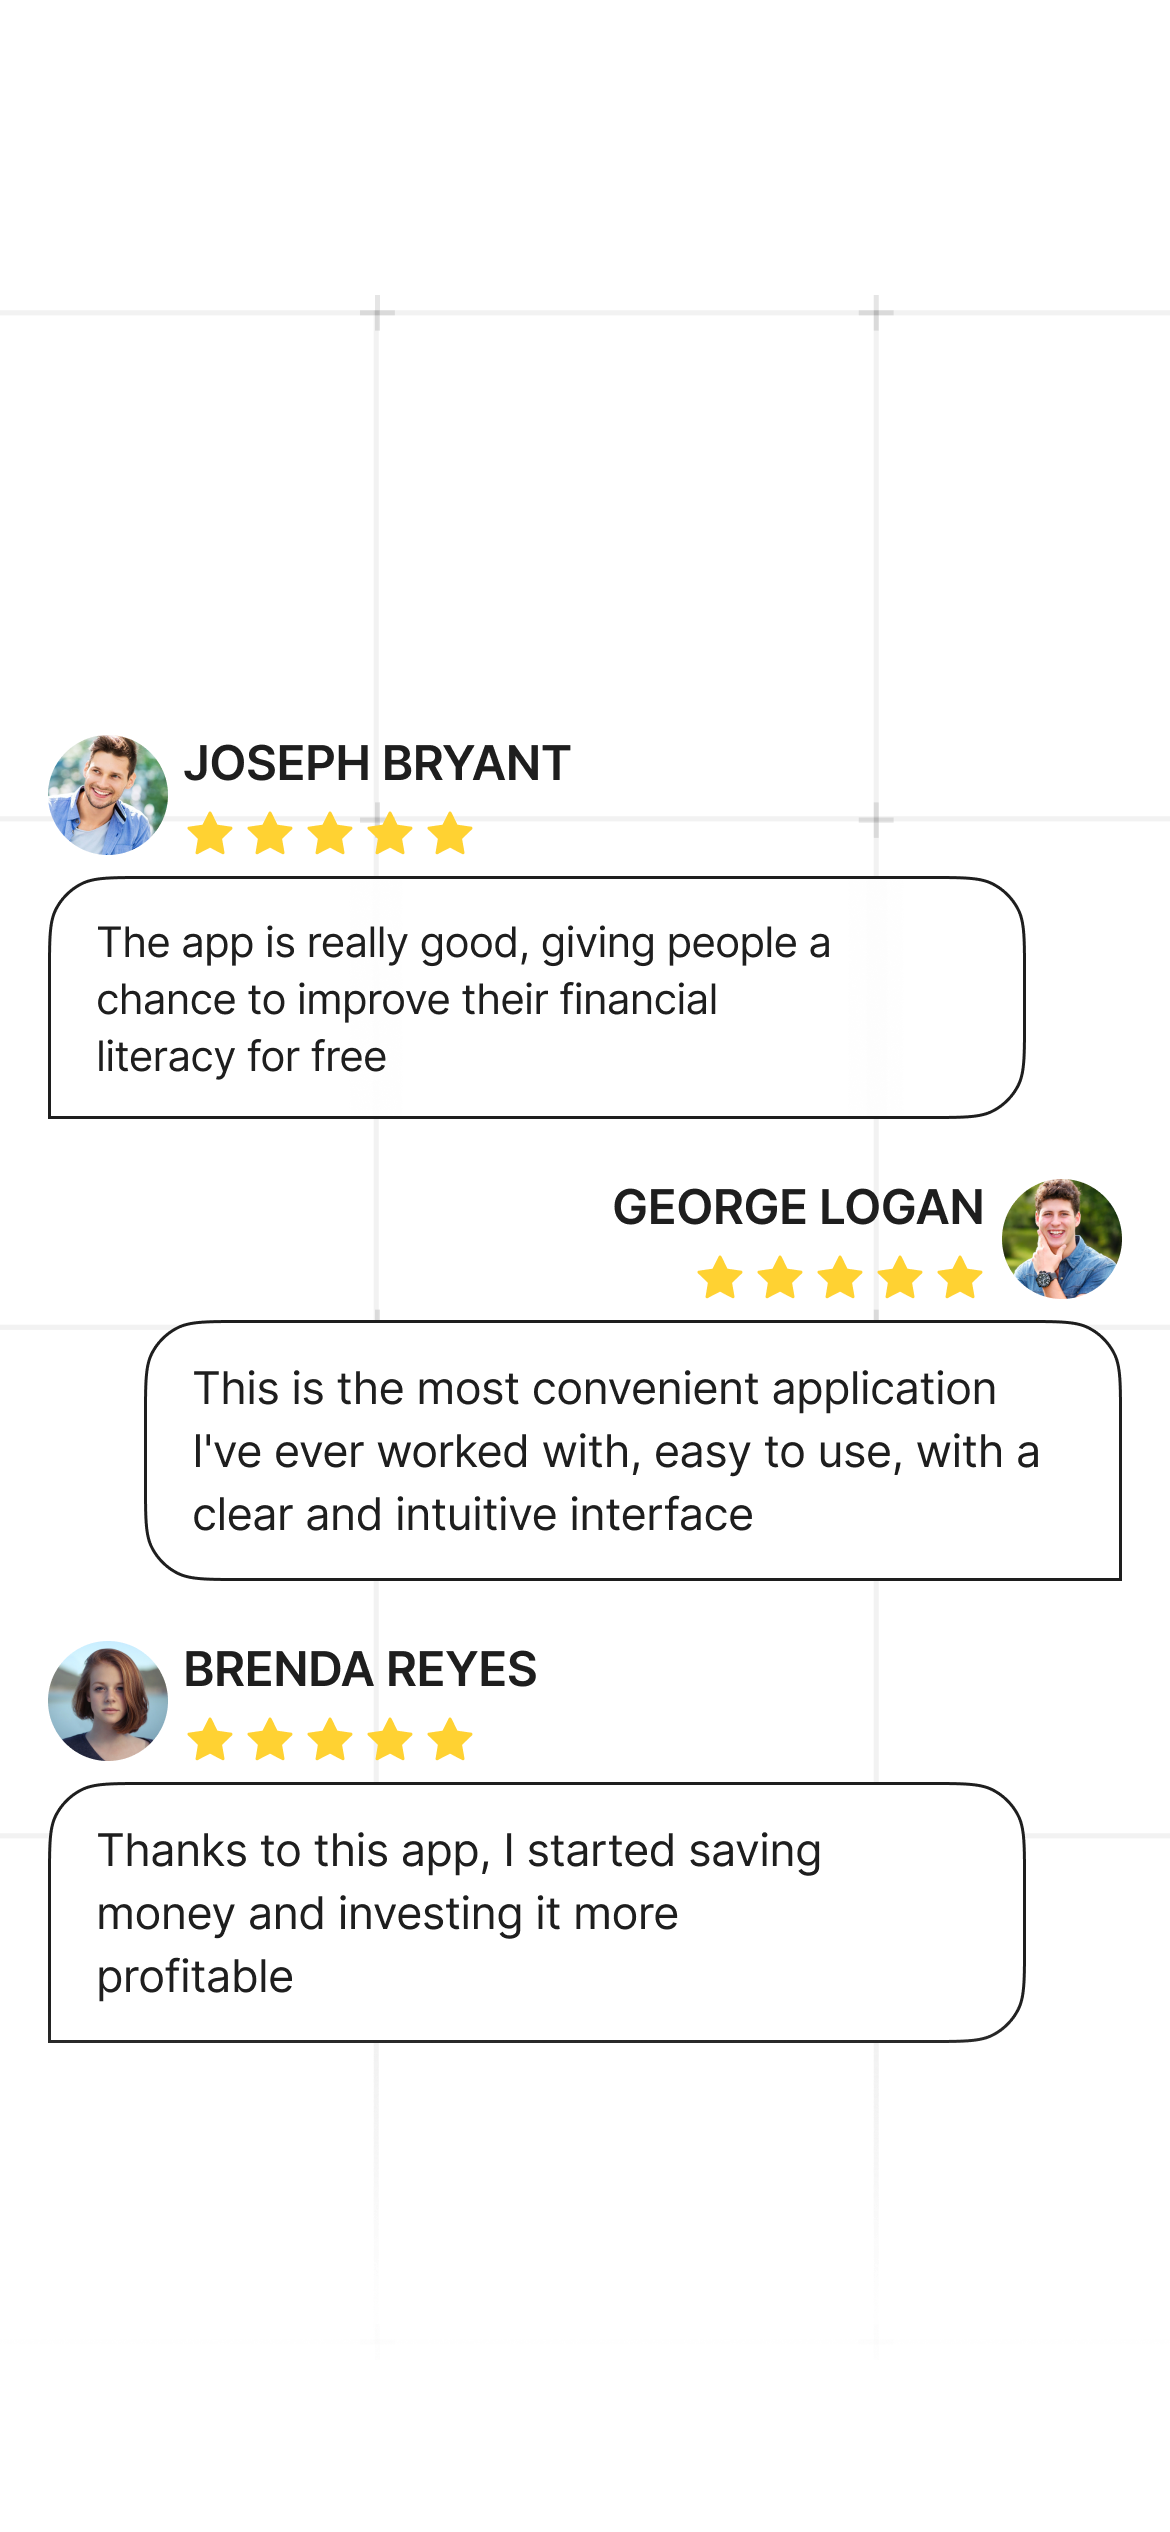 JOSEPH BRYANT
The app is really good, giving people a
chance to improve their financial
literacy for free
GEORGE LOGAN
This is the most convenient application
I've ever worked with, easy to use, with a
clear and intuitive interface
BRENDA REYES
Thanks to this app, I started saving
money and investing it more
profitable